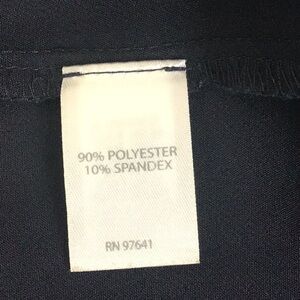 90% POLYESTER
10% SPANDEX
RN 97641